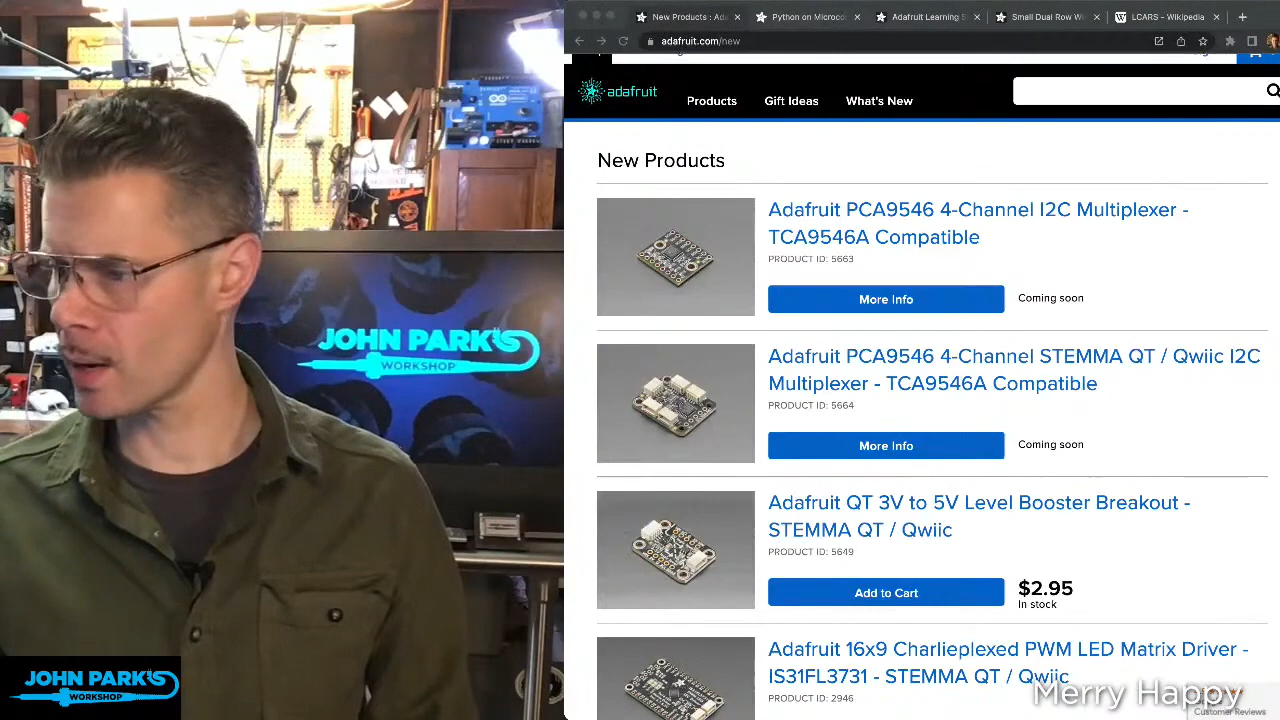 New Products : Ada
Python on Microco
Adafruit Learning S
Small Dual Row W
LCARS - Wikipedia
adafruit.com/new
adafruit
Products
Gift Ideas
What's New
New Products
Adafruit PCA9546 4-Channel I2C Multiplexer -
TCA9546A Compatible
PRODUCT ID: 5663
More Info
Coming soon
Adafruit PCA9546 4-Channel STEMMA QT / Qwiic I2C
Multiplexer - TCA9546A Compatible
PRODUCT ID: 5664
More Info
Coming soon
Adafruit QT 3V to 5V Level Booster Breakout -
STEMMA QT / Qwiic
PRODUCT ID: 5649
Add to Cart
$2.95
In stock
Adafruit 16x9 Charlieplexed PWM LED Matrix Driver -
IS31FL3731 - STEMMA QT / Qwiic
PRODUCT ID: 2946
Merry Happy
Customer Reviews
JOHN PARK'S
WORKSHOP
JOHN PARK'S
WORKSHOP